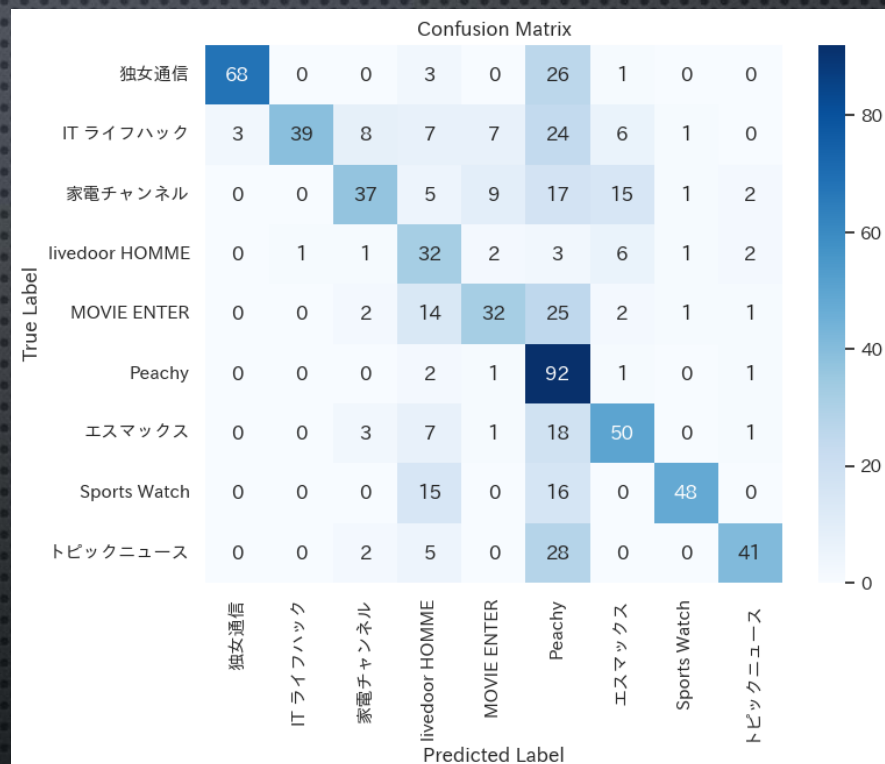 Confusion Matrix
独女通信 68 0 0 3 0 26 1 0 0
IT ライフハック 3 39 8 7 7 24 6 1 0
家電チャンネル 0 0 37 5 9 17 15 1 2
livedoor HOMME 0 1 1 32 2 3 6 1 2
MOVIE ENTER 0 0 2 14 32 25 2 1 1
Peachy 0 0 0 2 1 92 1 0 1
エスマックス 0 0 3 7 1 18 50 0 1
Sports Watch 0 0 0 15 0 16 0 48 0
トピックニュース 0 0 2 5 0 28 0 0 41
True Label
独女通信
IT ライフハック
家電チャンネル
livedoor HOMME
MOVIE ENTER
Peachy
エスマックス
Sports Watch
トピックニュース
Predicted Label
80
60
40
20
0